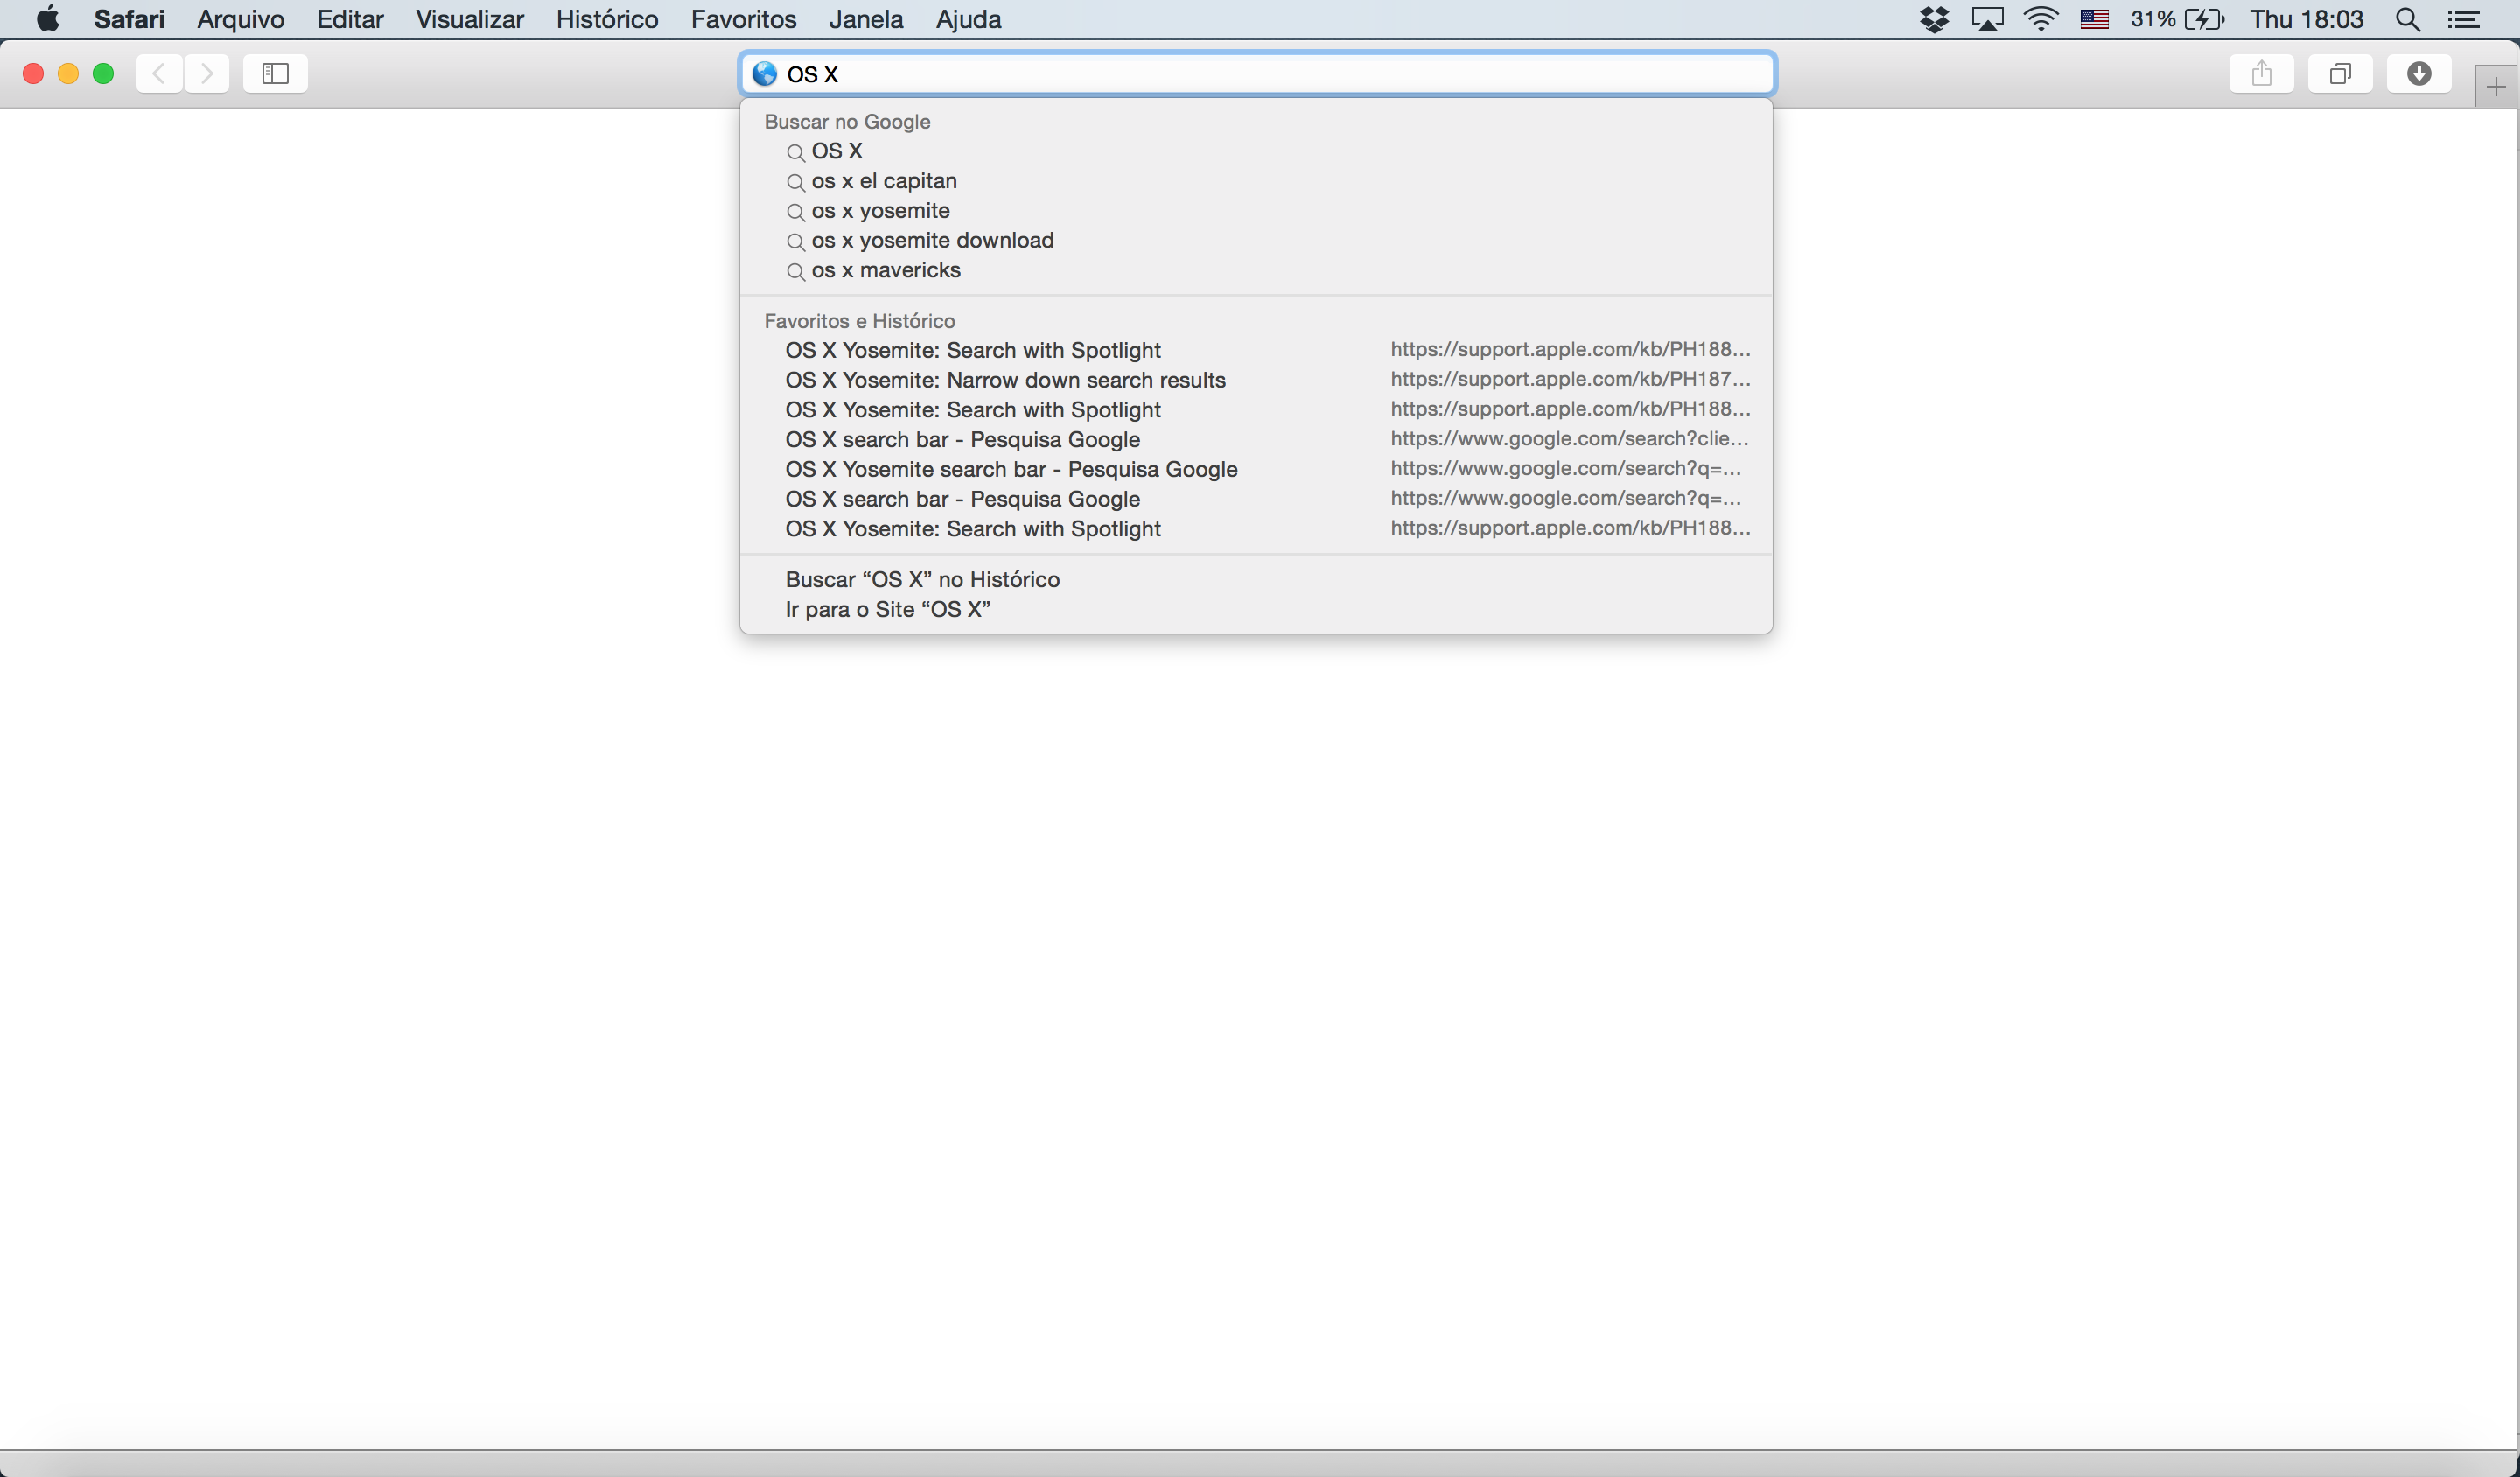 Safari Arquivo Editar Visualizar Histórico Favoritos Janela Ajuda 31% Thu 18:03
OS X
Buscar no Google
OS X
os x el capitan
os x yosemite
os x yosemite download
os x mavericks
Favoritos e Histórico
OS X Yosemite: Search with Spotlight https://support.apple.com/kb/PH188...
OS X Yosemite: Narrow down search results https://support.apple.com/kb/PH187...
OS X Yosemite: Search with Spotlight https://support.apple.com/kb/PH188...
OS X search bar - Pesquisa Google https://www.google.com/search?clie...
OS X Yosemite search bar - Pesquisa Google https://www.google.com/search?q=...
OS X search bar - Pesquisa Google https://www.google.com/search?q=...
OS X Yosemite: Search with Spotlight https://support.apple.com/kb/PH188...
Buscar “OS X” no Histórico
Ir para o Site “OS X”